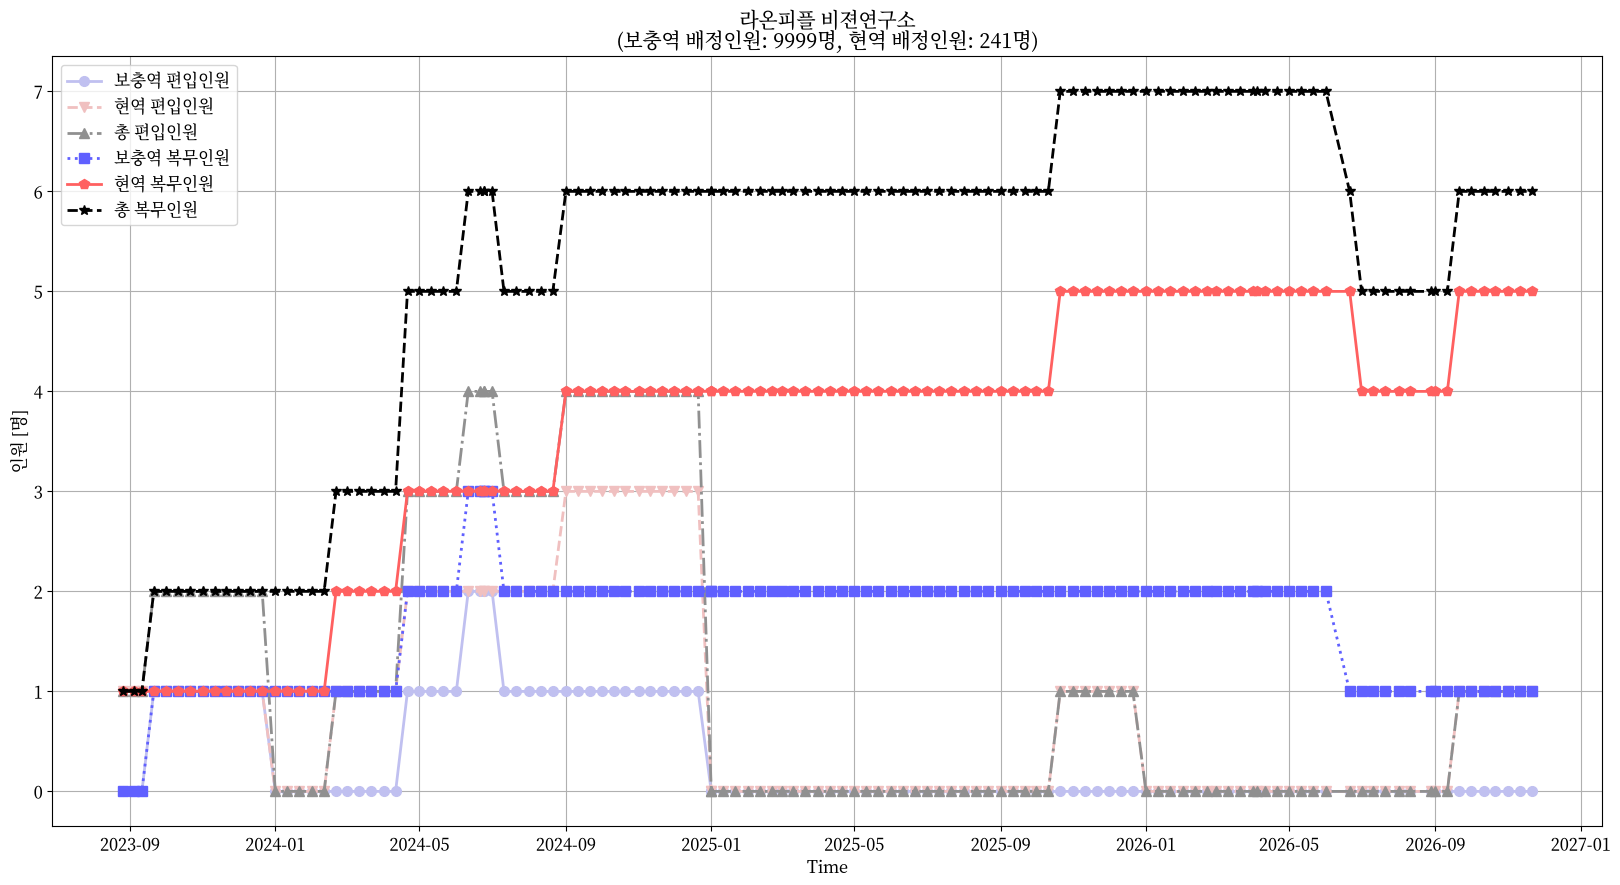 라온피플 비젼연구소
(보충역 배정인원: 9999명, 현역 배정인원: 241명)
보충역 편입인원
현역 편입인원
총 편입인원
보충역 복무인원
현역 복무인원
총 복무인원
7
6
5
4
3
2
1
0
인원 [명]
2023-09
2024-01
2024-05
2024-09
2025-01
2025-05
2025-09
2026-01
2026-05
2026-09
2027-01
Time